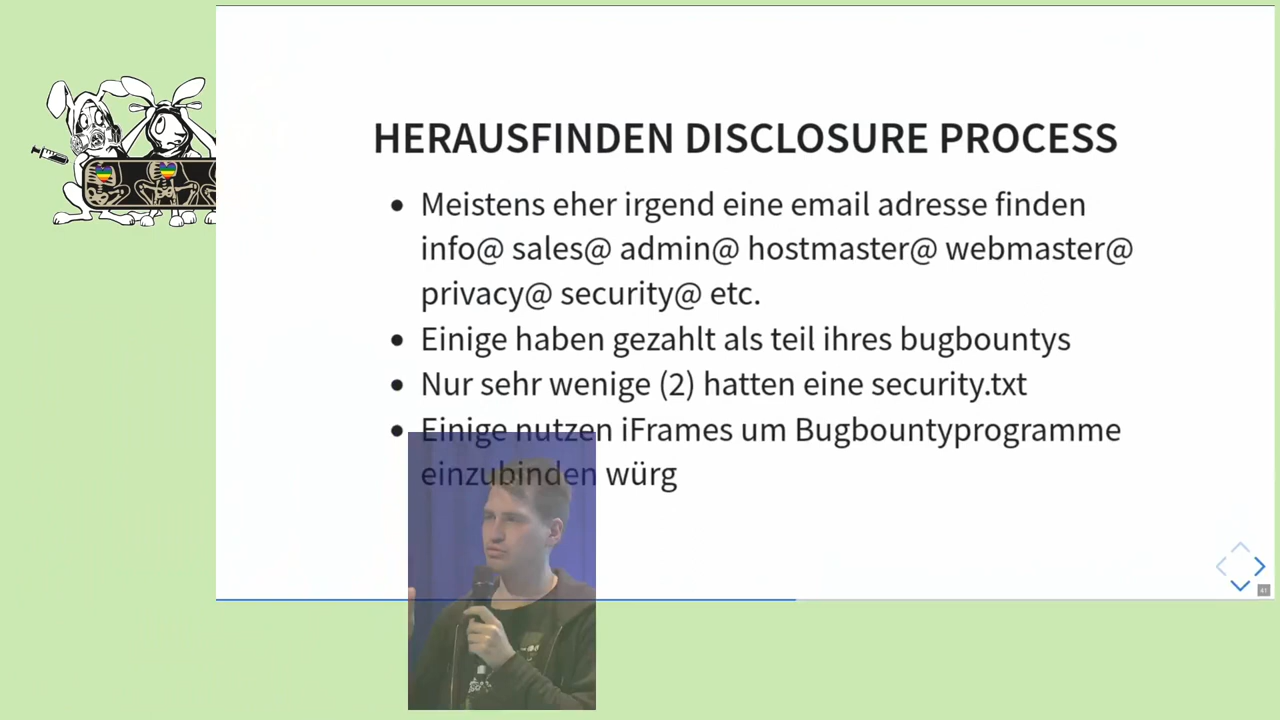 HERAUSFINDEN DISCLOSURE PROCESS
Meistens eher irgend eine email adresse finden
info@ sales@ admin@ hostmaster@ webmaster@
privacy@ security@ etc.
Einige haben gezahlt als teil ihres bugbountys
Nur sehr wenige (2) hatten eine security.txt
Einige nutzen iFrames um Bugbountyprogramme
einzubinden würg
41